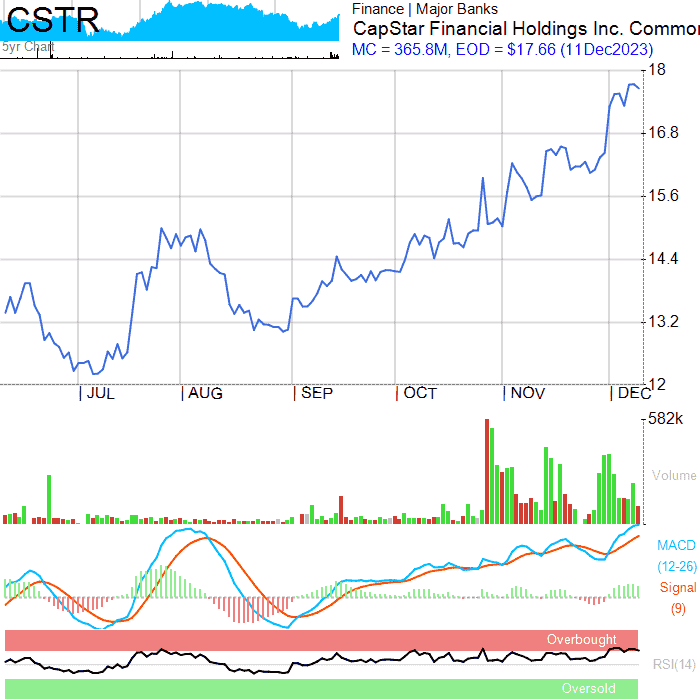 CSTR
5yr Chart
Finance | Major Banks
CapStar Financial Holdings Inc. Common
MC = 365.8M, EOD = $17.66 (11Dec2023)
18
16.8
15.6
14.4
13.2
12
JUL AUG SEP OCT NOV DEC
582k
Volume
MACD
(12-26)
Signal
(9)
Overbought
RSI(14)
Oversold